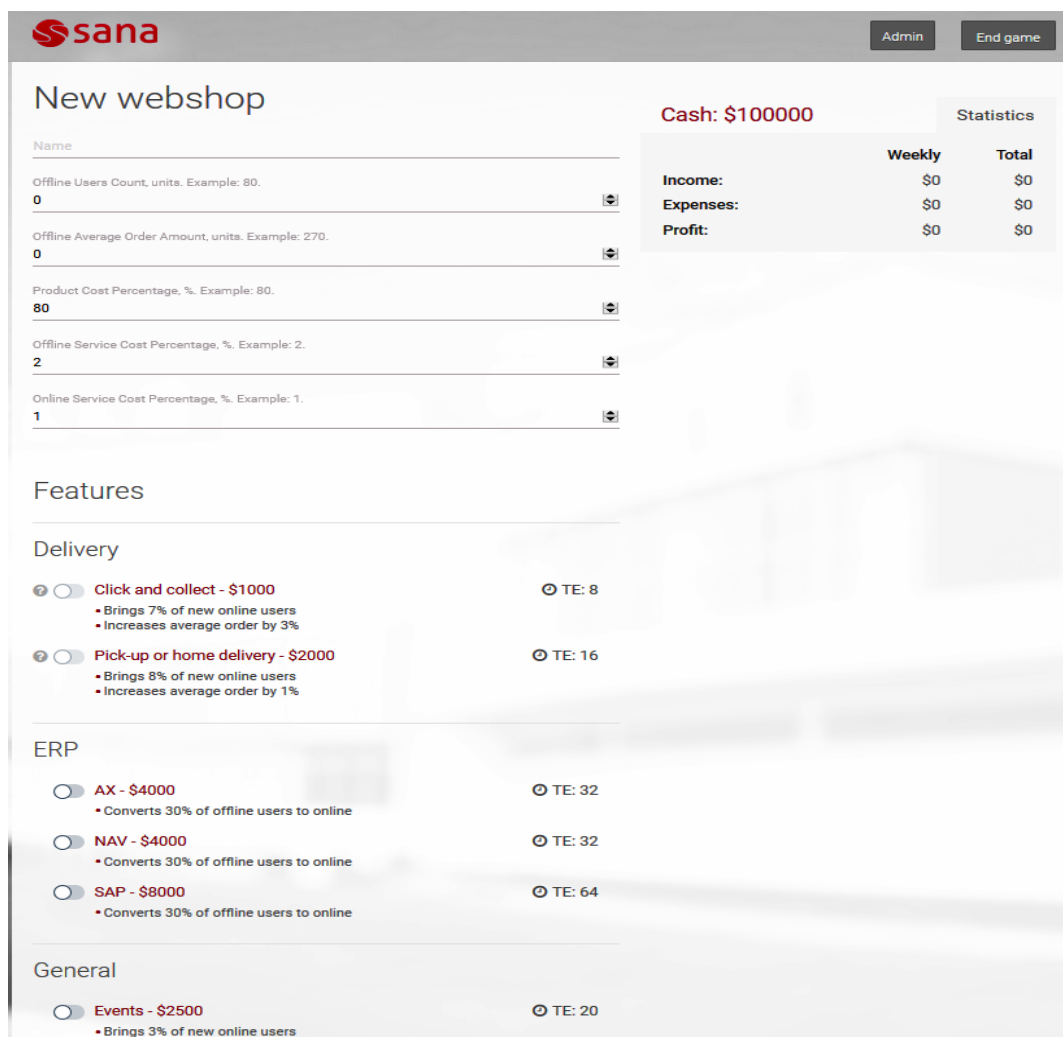 sana
Admin
End game
New webshop
Cash: $100000
Statistics
Name
Weekly Total
Income: $0 $0
Expenses: $0 $0
Profit: $0 $0
Offline Users Count, units. Example: 80.
0
Offline Average Order Amount, units. Example: 270.
0
Product Cost Percentage, %. Example: 80.
80
Offline Service Cost Percentage, %. Example: 2.
2
Online Service Cost Percentage, %. Example: 1.
1
Features
Delivery
? Click and collect - $1000 TE: 8
• Brings 7% of new online users
• Increases average order by 3%
? Pick-up or home delivery - $2000 TE: 16
• Brings 8% of new online users
• Increases average order by 1%
ERP
AX - $4000 TE: 32
• Converts 30% of offline users to online
NAV - $4000 TE: 32
• Converts 30% of offline users to online
SAP - $8000 TE: 64
• Converts 30% of offline users to online
General
Events - $2500 TE: 20
• Brings 3% of new online users